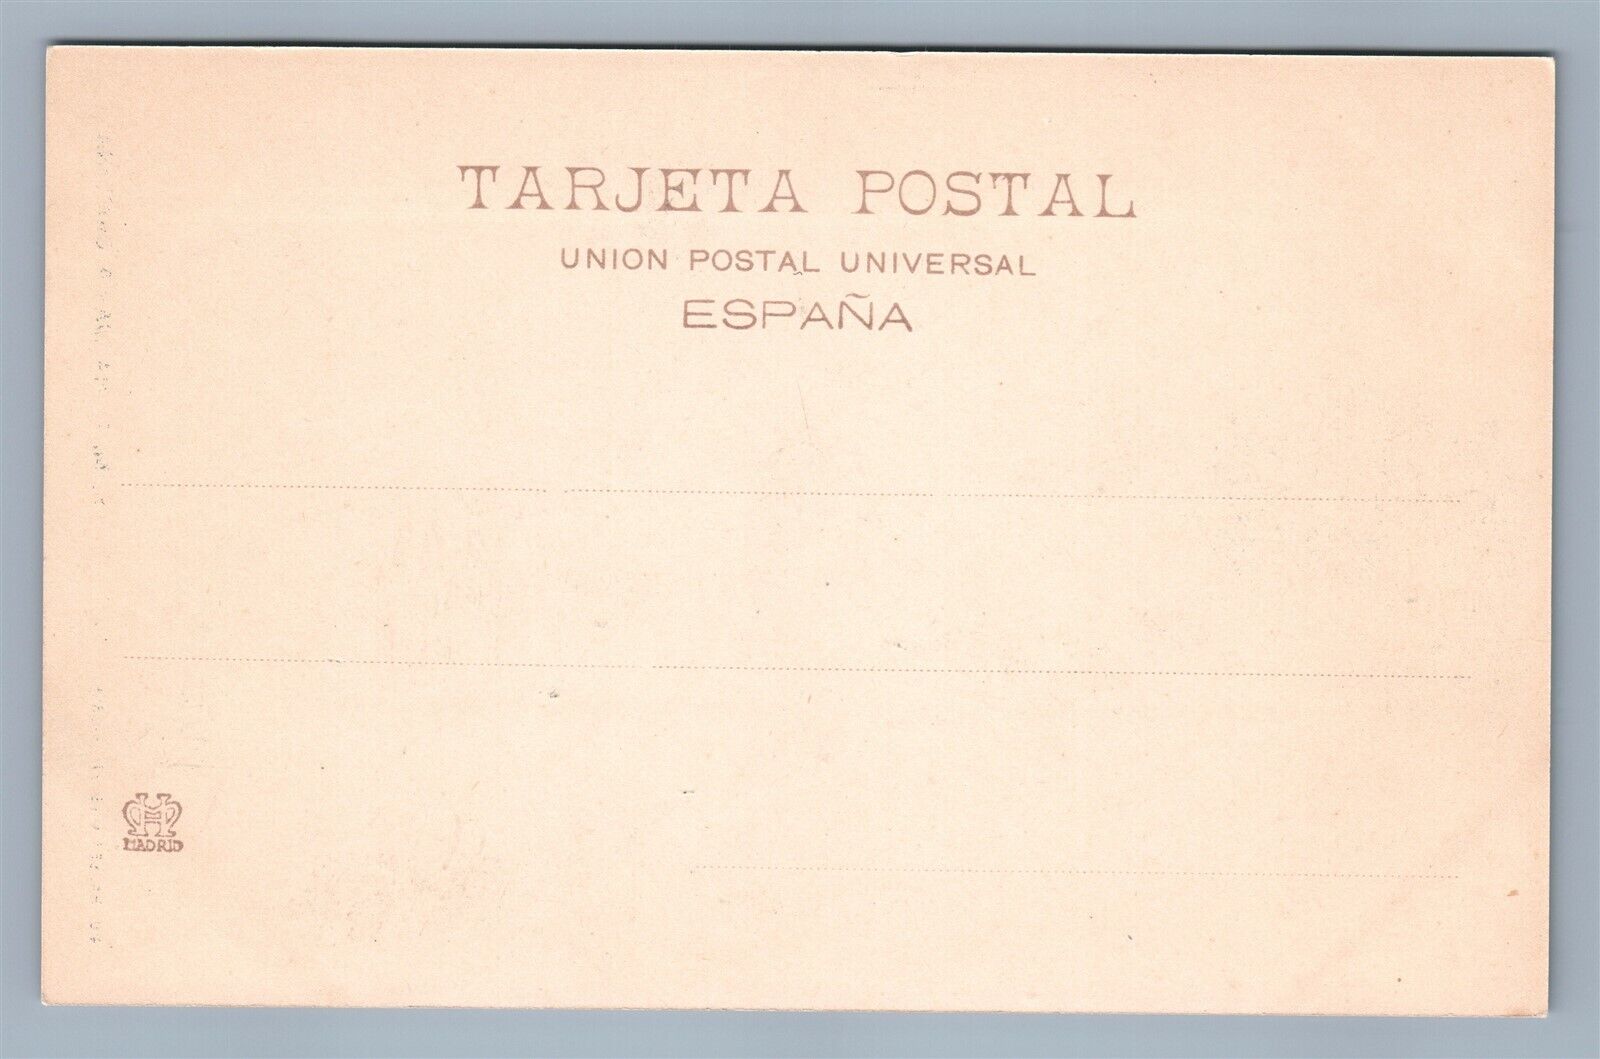 TARJETA POSTAL
UNION POSTAL UNIVERSAL
ESPAÑA
MADRID